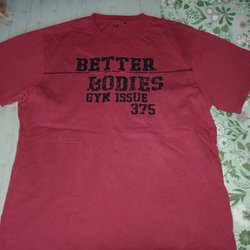 BETTER
BODIES
GYM ISSUE
375